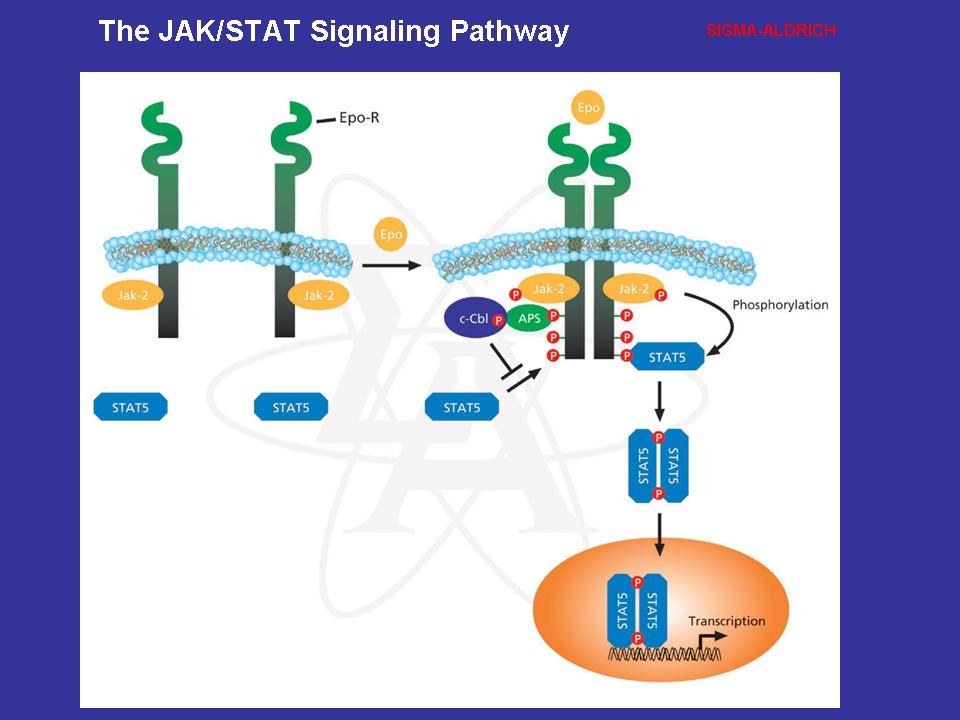 The JAK/STAT Signaling Pathway
SIGMA-ALDRICH
Epo-R
Epo
Epo
Jak-2
Jak-2
Jak-2
Jak-2
P
P
Phosphorylation
c-Cbl
P
APS
P
P
P
P
P
P
STAT5
P
STAT5
STAT5
STAT5
P
STAT5
STAT5
P
P
STAT5
STAT5
Transcription
P